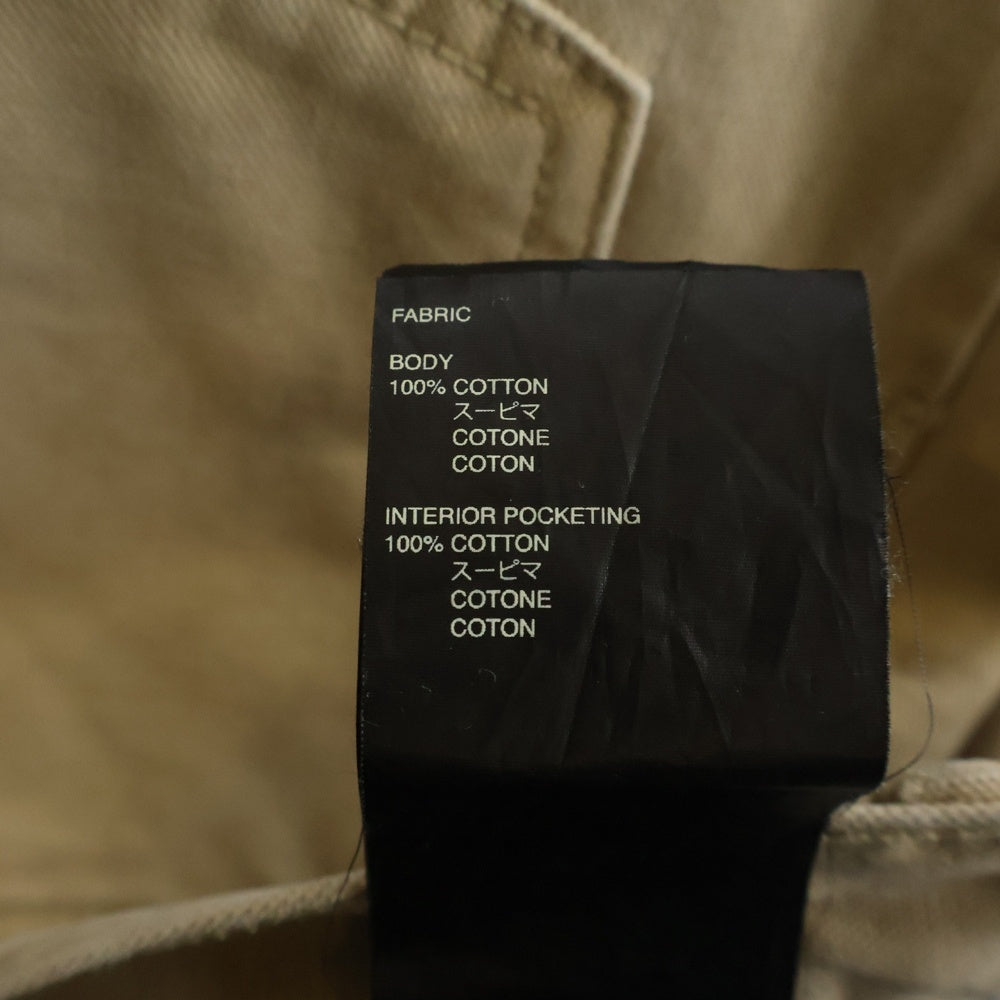 FABRIC
BODY
100% COTTON
スーピマ
COTONE
COTON
INTERIOR POCKETING
100% COTTON
スーピマ
COTONE
COTON